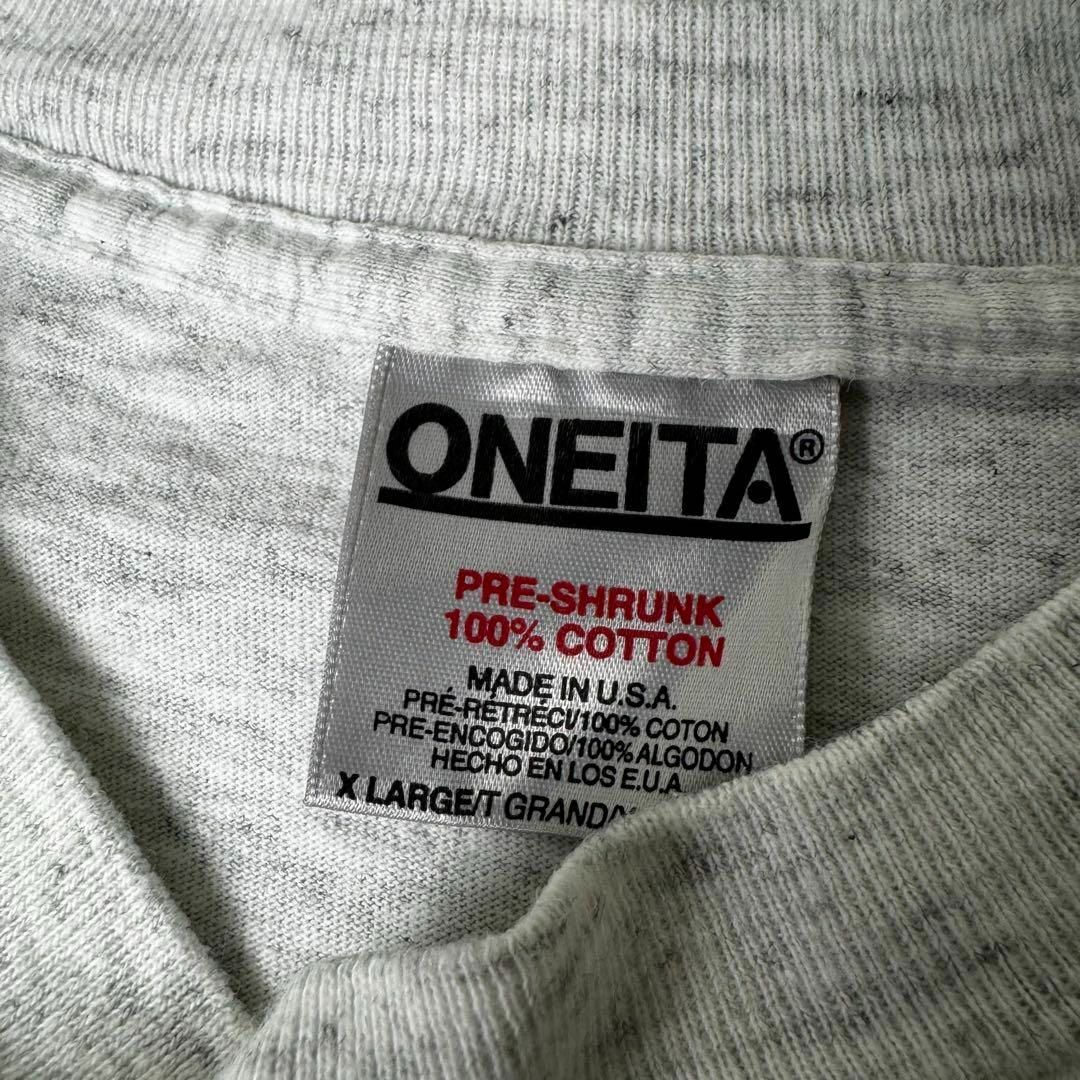 ONEITA®
PRE-SHRUNK
100% COTTON
MADE IN U.S.A.
PRÉ-RÉTRÉCI/100% COTON
PRE-ENCOGIDO/100% ALGODON
HECHO EN LOS E.U.A.
X LARGE/T GRAND/